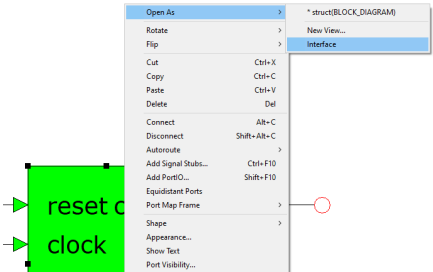 Open As
* struct(BLOCK_DIAGRAM)
New View...
Interface
Rotate
Flip
Cut Ctrl+X
Copy Ctrl+C
Paste Ctrl+V
Delete Del
Connect Alt+C
Disconnect Shift+Alt+C
Autoroute
Add Signal Stubs... Ctrl+F10
Add PortIO... Shift+F10
Equidistant Ports
Port Map Frame
Shape
Appearance...
Show Text
Port Visibility...
reset
clock